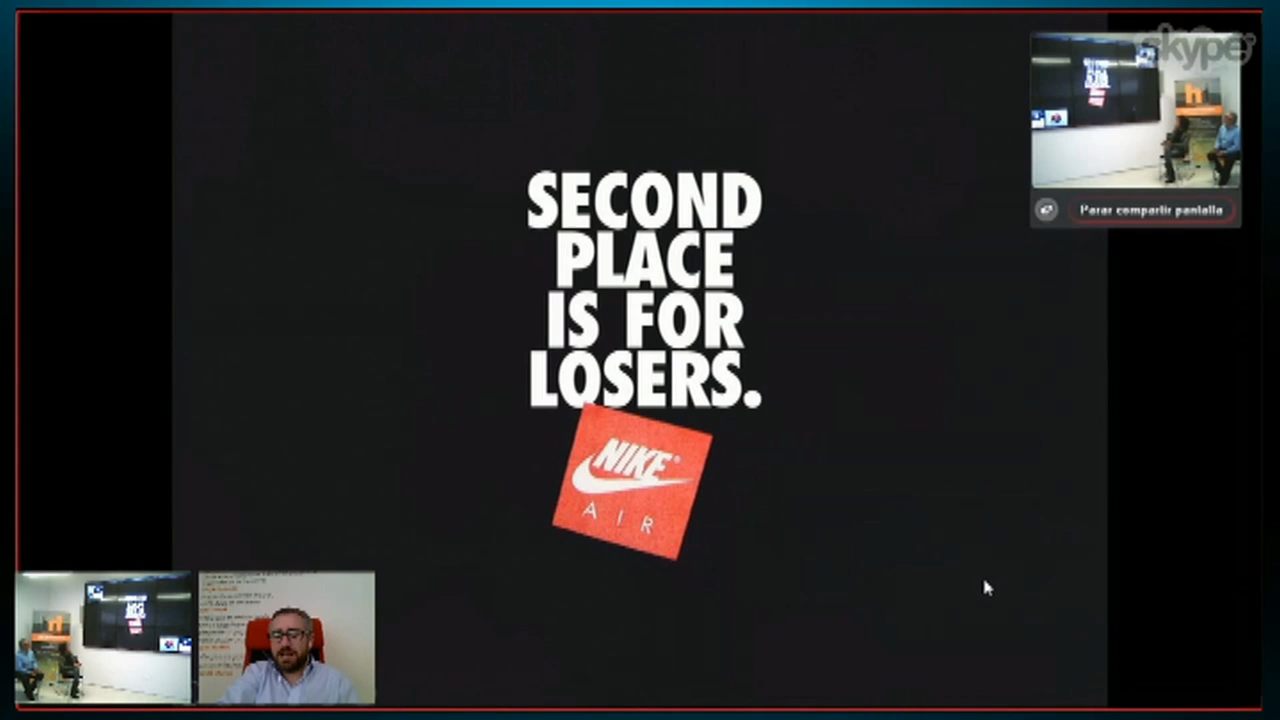 skype
Parar compartir pantalla
SECOND
PLACE
IS FOR
LOSERS.
NIKE
AIR